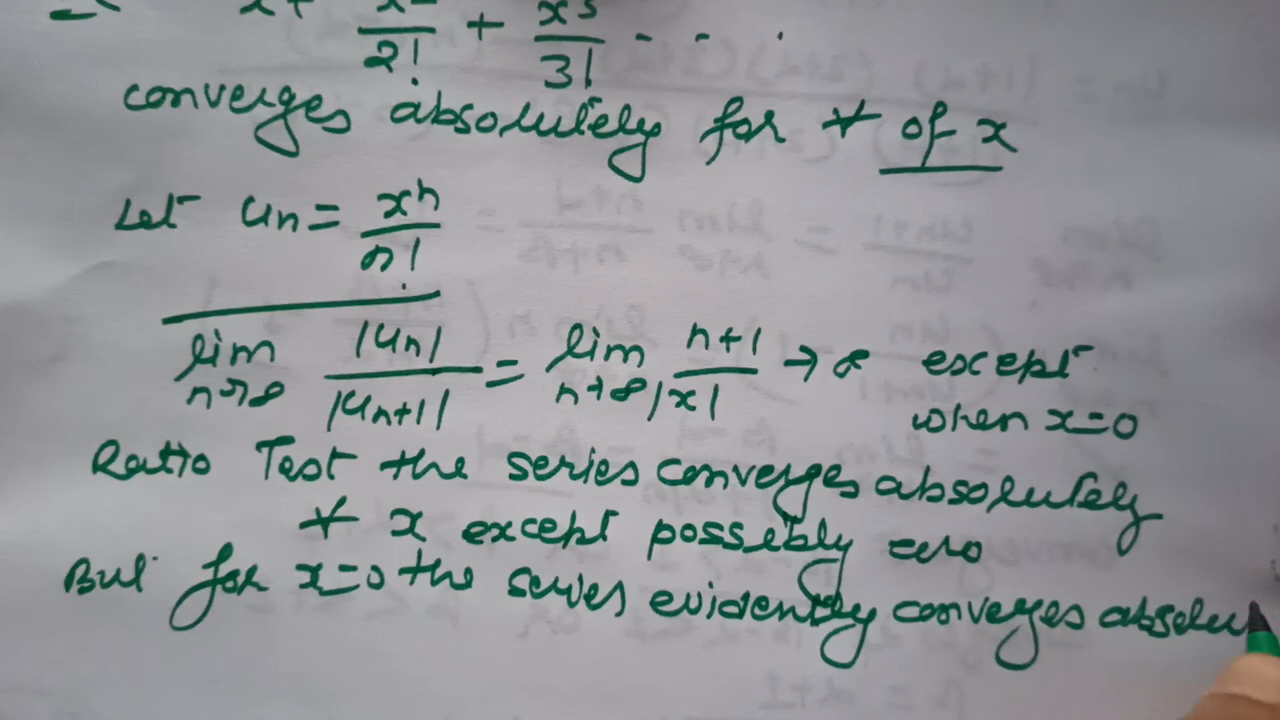 x + x²/2! + x³/3! - - .
converges absolutely for ∀ of x
Let un = xⁿ/n!
lim n→∞ |un|/|un+1| = lim n→∞ n+1/|x| → ∞ except when x=0
Ratio Test the series converges absolutely
∀ x except possibly zero
But for x=0 the series evidently converges absolu